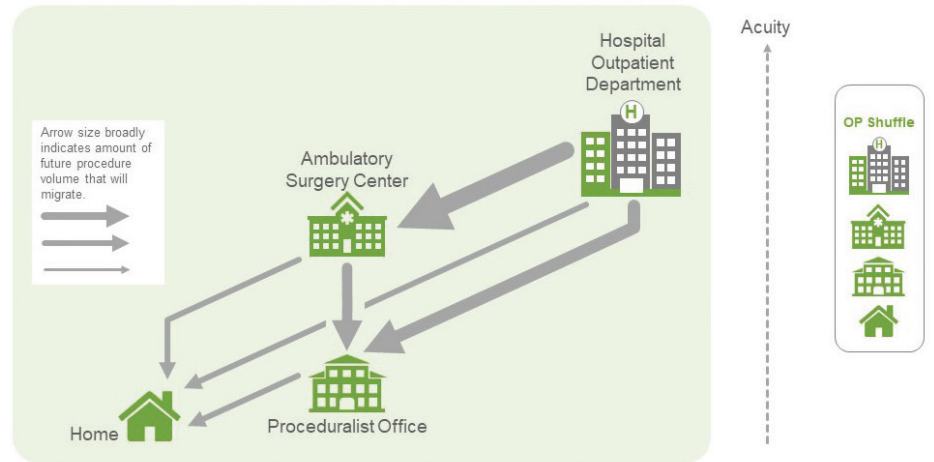 Hospital
Outpatient
Department
H
Acuity
OP Shuffle
H
Arrow size broadly
indicates amount of
future procedure
volume that will
migrate.
Ambulatory
Surgery Center
Home
Proceduralist Office